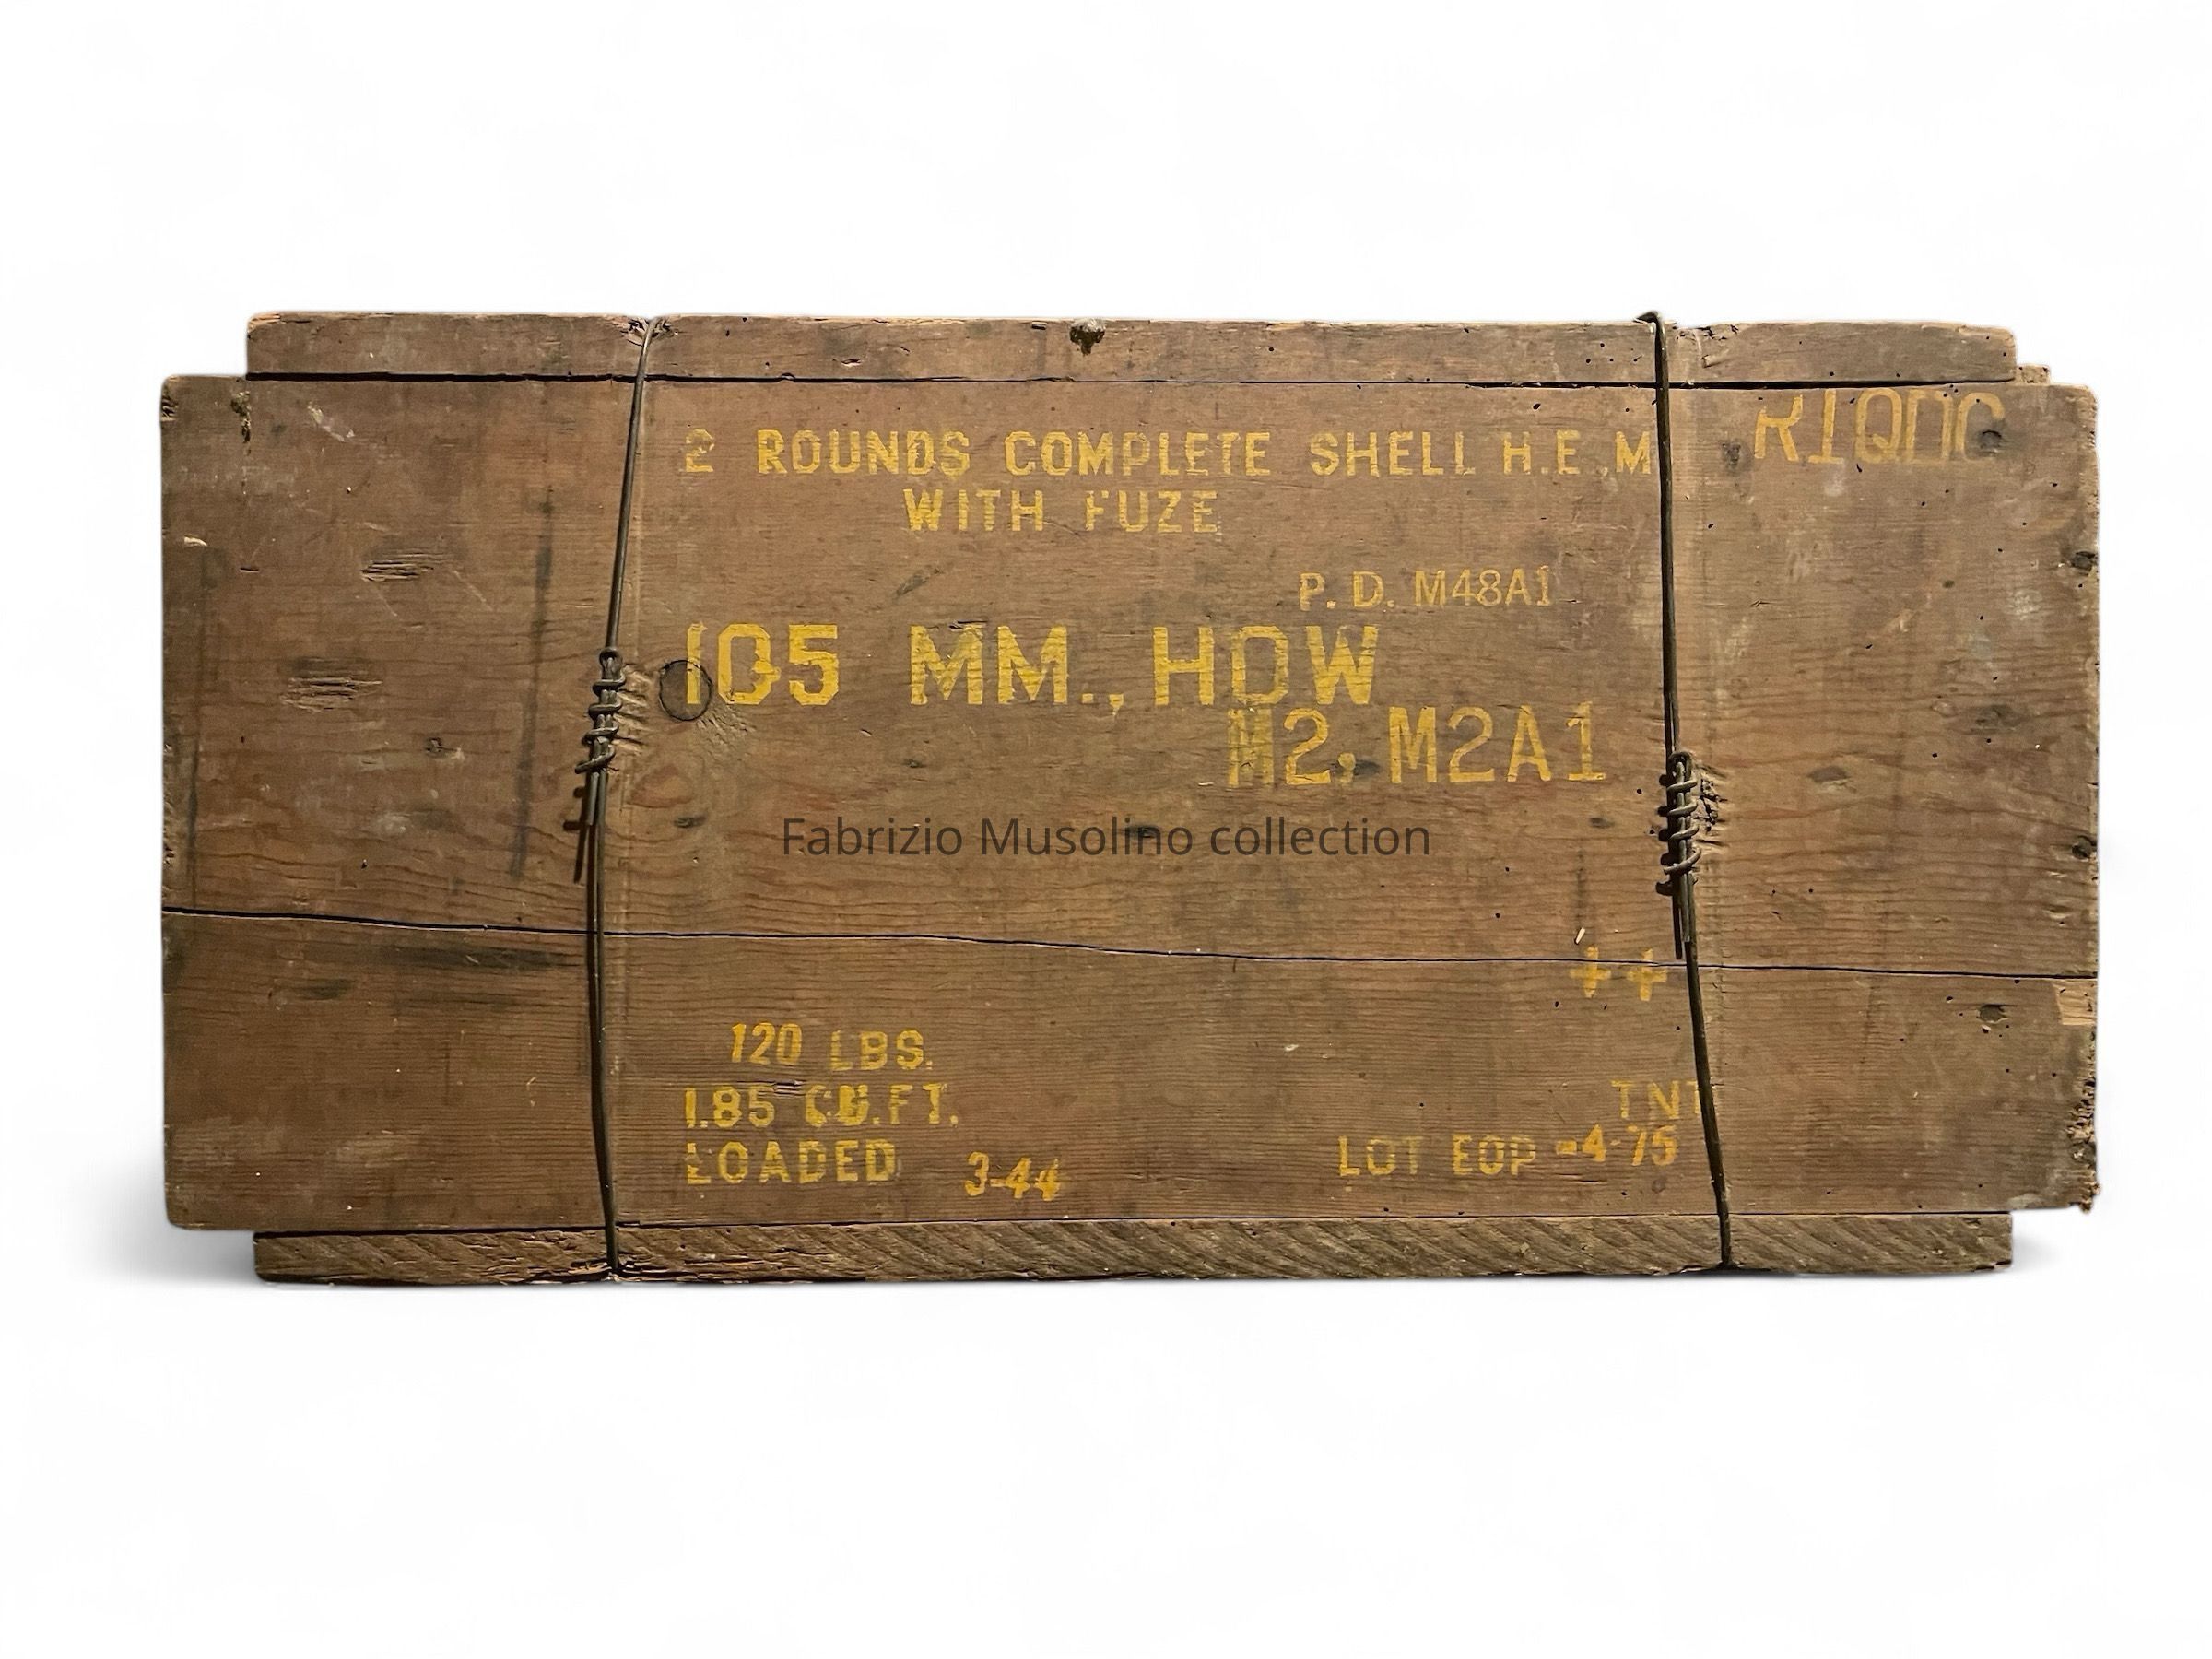 2 ROUNDS COMPLETE SHELL H.E.M
R1QDC
WITH FUZE
P. D. M48A1
105 MM., HOW
M2, M2A1
Fabrizio Musolino collection
++
120 LBS.
1.85 CU.FT.
TNT
LOADED 3-44
LOT EOP -4-75